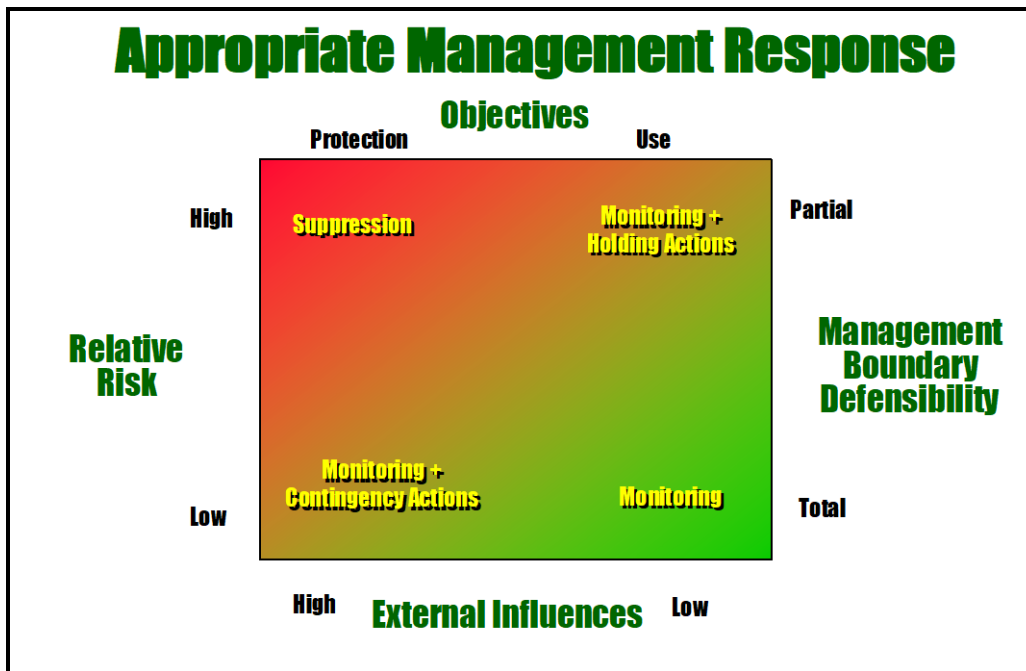 Appropriate Management Response
Objectives
Protection
Use
High
Suppression
Monitoring +
Holding Actions
Partial
Relative
Risk
Management
Boundary
Defensibility
Monitoring +
Contingency Actions
Monitoring
Low
Total
High
External Influences
Low